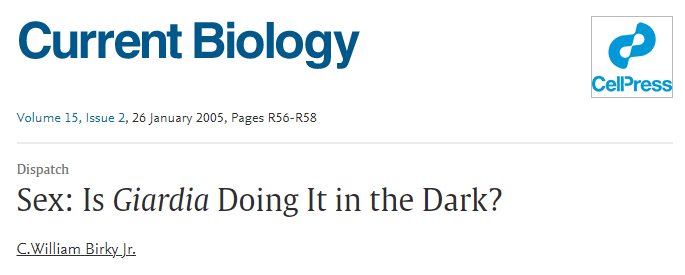 Current Biology
CellPress
Volume 15, Issue 2, 26 January 2005, Pages R56-R58
Dispatch
Sex: Is Giardia Doing It in the Dark?
C.William Birky Jr.